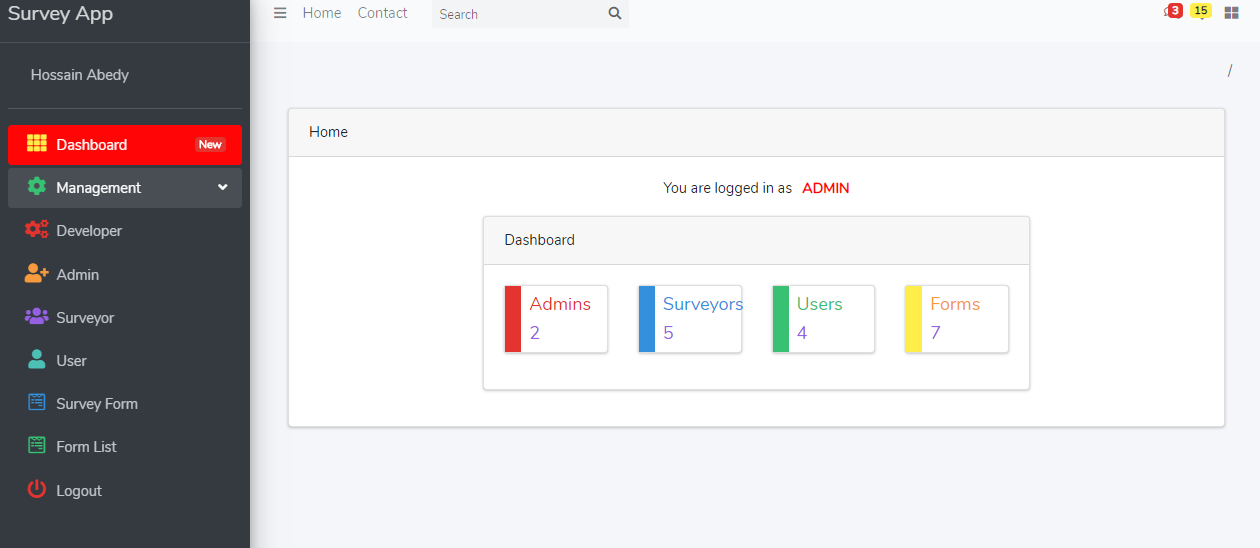 Survey App
Home Contact Search 3 15
Hossain Abedy
/
Dashboard New
Management
Developer
Admin
Surveyor
User
Survey Form
Form List
Logout
Home
You are logged in as ADMIN
Dashboard
Admins
2
Surveyors
5
Users
4
Forms
7